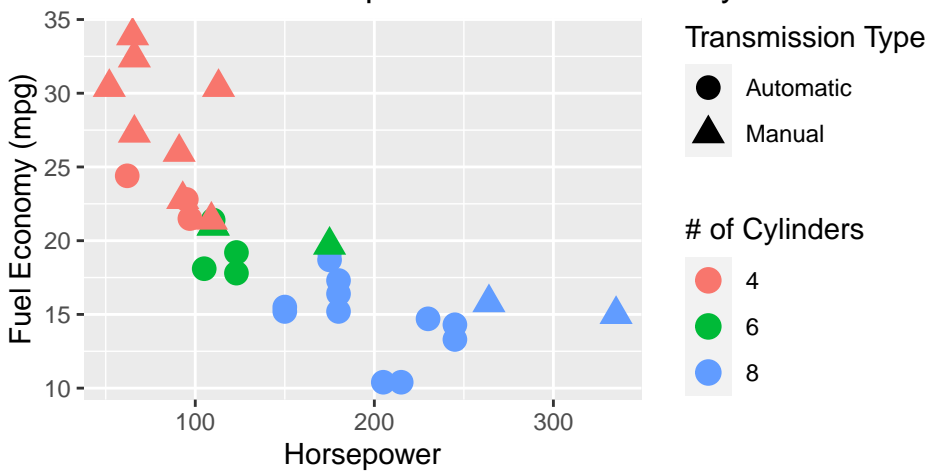 35
30
25
20
15
10
Fuel Economy (mpg)
100
200
300
Horsepower
Transmission Type
Automatic
Manual
# of Cylinders
4
6
8